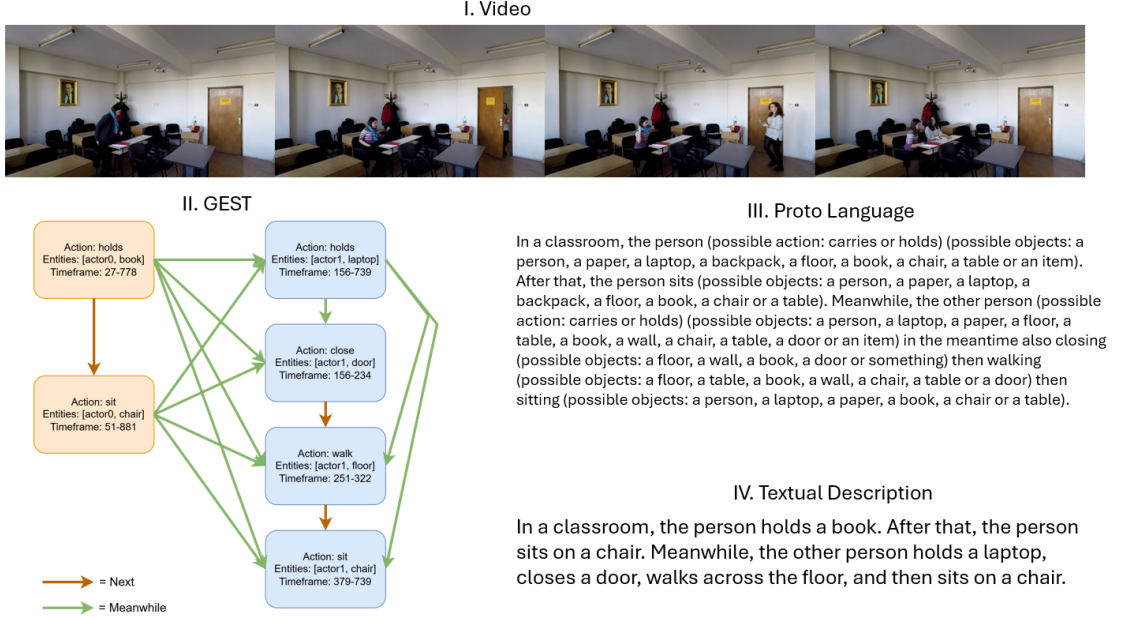 I. Video
II. GEST
Action: holds
Entities: [actor0, book]
Timeframe: 27-778
Action: sit
Entities: [actor0, chair]
Timeframe: 51-881
Action: holds
Entities: [actor1, laptop]
Timeframe: 156-739
Action: close
Entities: [actor1, door]
Timeframe: 156-234
Action: walk
Entities: [actor1, floor]
Timeframe: 251-322
Action: sit
Entities: [actor1, chair]
Timeframe: 379-739
= Next
= Meanwhile
III. Proto Language
In a classroom, the person (possible action: carries or holds) (possible objects: a
person, a paper, a laptop, a backpack, a floor, a book, a chair, a table or an item).
After that, the person sits (possible objects: a person, a paper, a laptop, a
backpack, a floor, a book, a chair or a table). Meanwhile, the other person (possible
action: carries or holds) (possible objects: a person, a laptop, a paper, a floor, a
table, a book, a wall, a chair, a table, a door or an item) in the meantime also closing
(possible objects: a floor, a wall, a book, a door or something) then walking
(possible objects: a floor, a table, a book, a wall, a chair, a table or a door) then
sitting (possible objects: a person, a laptop, a paper, a book, a chair or a table).
IV. Textual Description
In a classroom, the person holds a book. After that, the person
sits on a chair. Meanwhile, the other person holds a laptop,
closes a door, walks across the floor, and then sits on a chair.